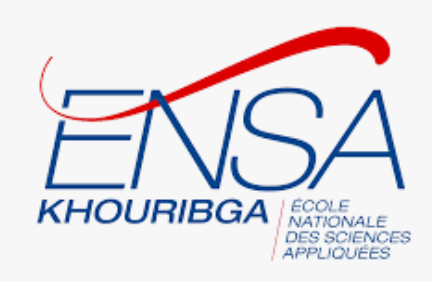 ENSA
KHOURIBGA
ÉCOLE
NATIONALE
DES SCIENCES
APPLIQUÉES